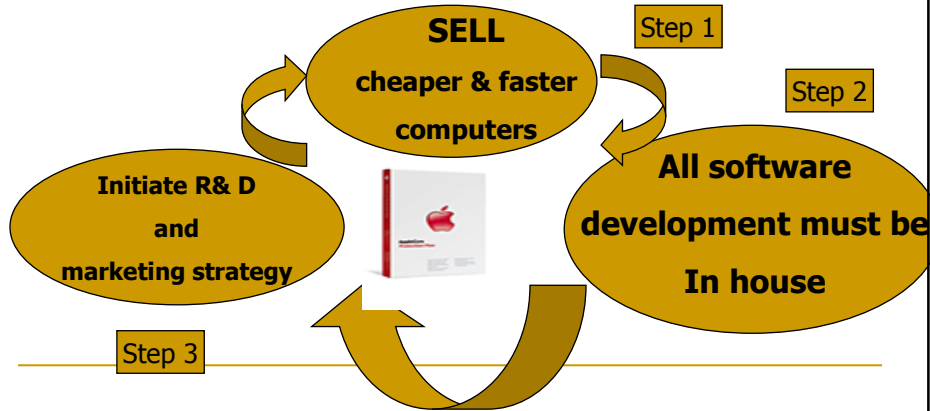 SELL
cheaper & faster
computers
Step 1
Step 2
All software
development must be
In house
Initiate R& D
and
marketing strategy
Step 3